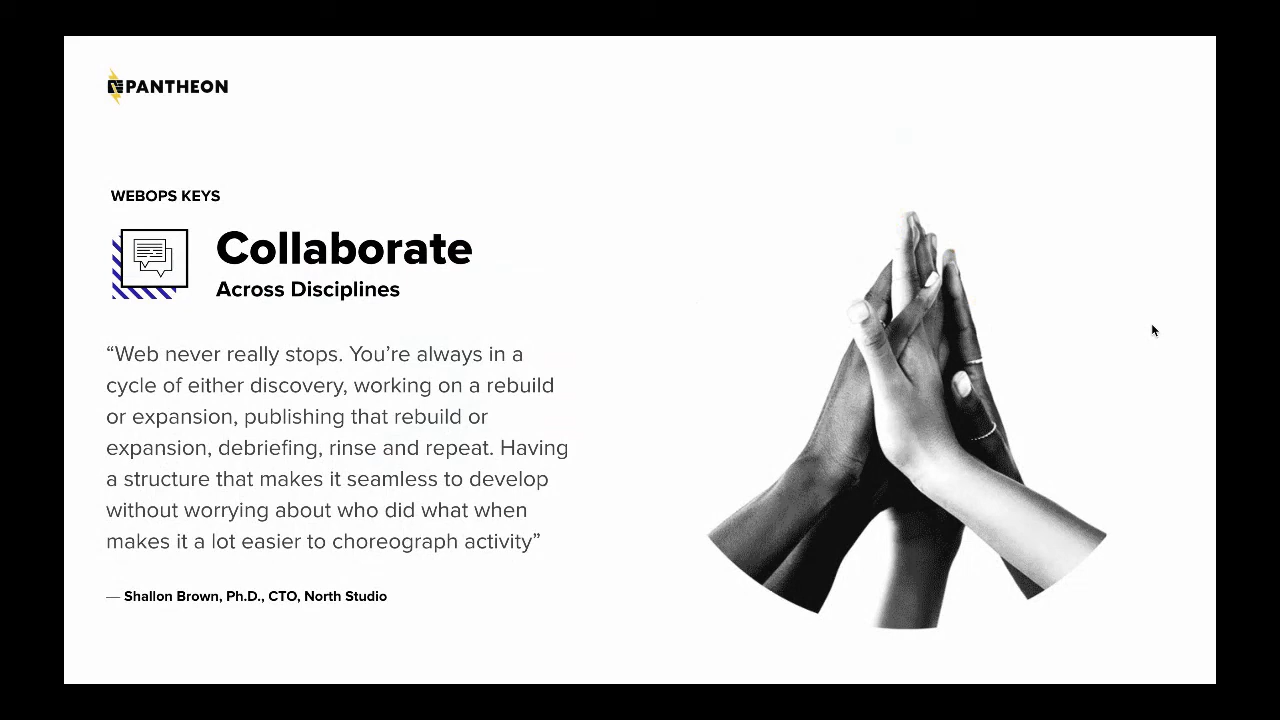 PANTHEON
WEBOPS KEYS
Collaborate
Across Disciplines
“Web never really stops. You’re always in a
cycle of either discovery, working on a rebuild
or expansion, publishing that rebuild or
expansion, debriefing, rinse and repeat. Having
a structure that makes it seamless to develop
without worrying about who did what when
makes it a lot easier to choreograph activity”
— Shallon Brown, Ph.D., CTO, North Studio